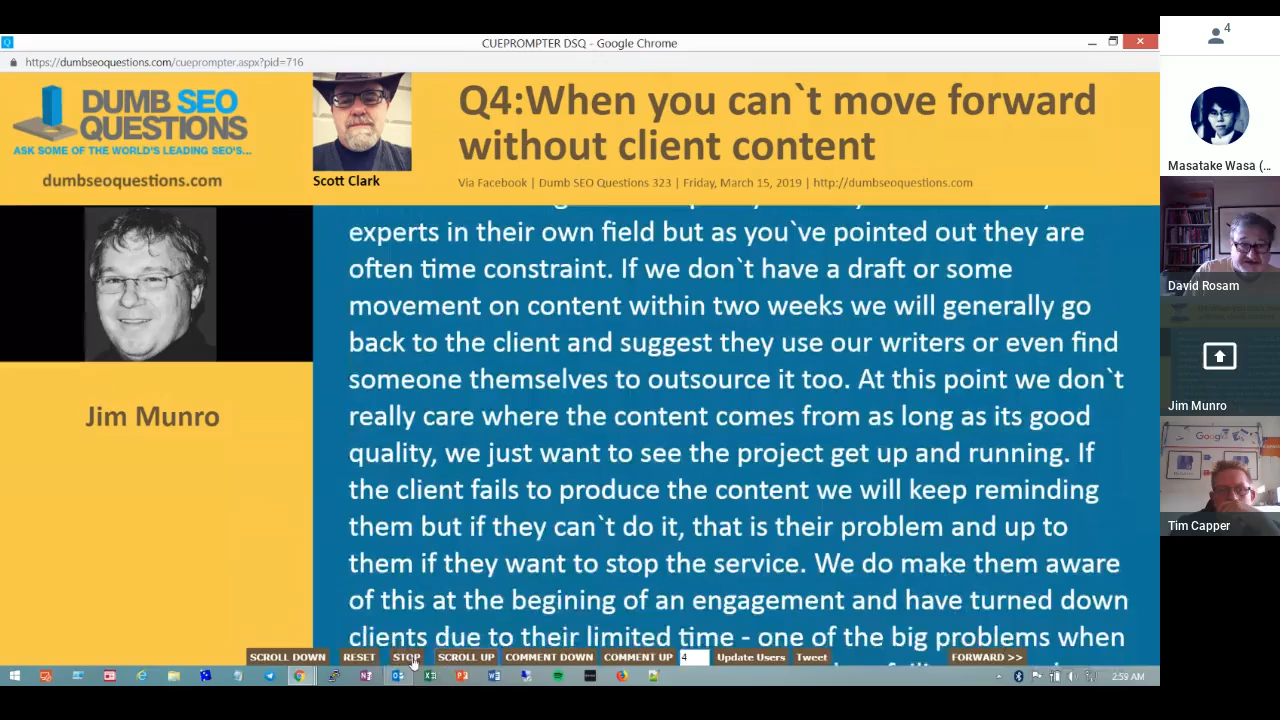 CUEPROMPTER DSQ - Google Chrome
https://dumbseoquestions.com/cueprompter.aspx?pid=716
4
DUMB SEO
QUESTIONS
ASK SOME OF THE WORLD'S LEADING SEO'S...
dumbseoquestions.com
Scott Clark
Q4:When you can`t move forward
without client content
Via Facebook | Dumb SEO Questions 323 | Friday, March 15, 2019 | http://dumbseoquestions.com
Jim Munro
experts in their own field but as you`ve pointed out they are
often time constraint. If we don`t have a draft or some
movement on content within two weeks we will generally go
back to the client and suggest they use our writers or even find
someone themselves to outsource it too. At this point we don`t
really care where the content comes from as long as its good
quality, we just want to see the project get up and running. If
the client fails to produce the content we will keep reminding
them but if they can`t do it, that is their problem and up to
them if they want to stop the service. We do make them aware
of this at the begining of an engagement and have turned down
clients due to their limited time - one of the big problems when
SCROLL DOWN RESET STOP SCROLL UP COMMENT DOWN COMMENT UP 4 Update Users Tweet FORWARD >>
2:59 AM
Masatake Wasa (...
David Rosam
Jim Munro
Google
Tim Capper